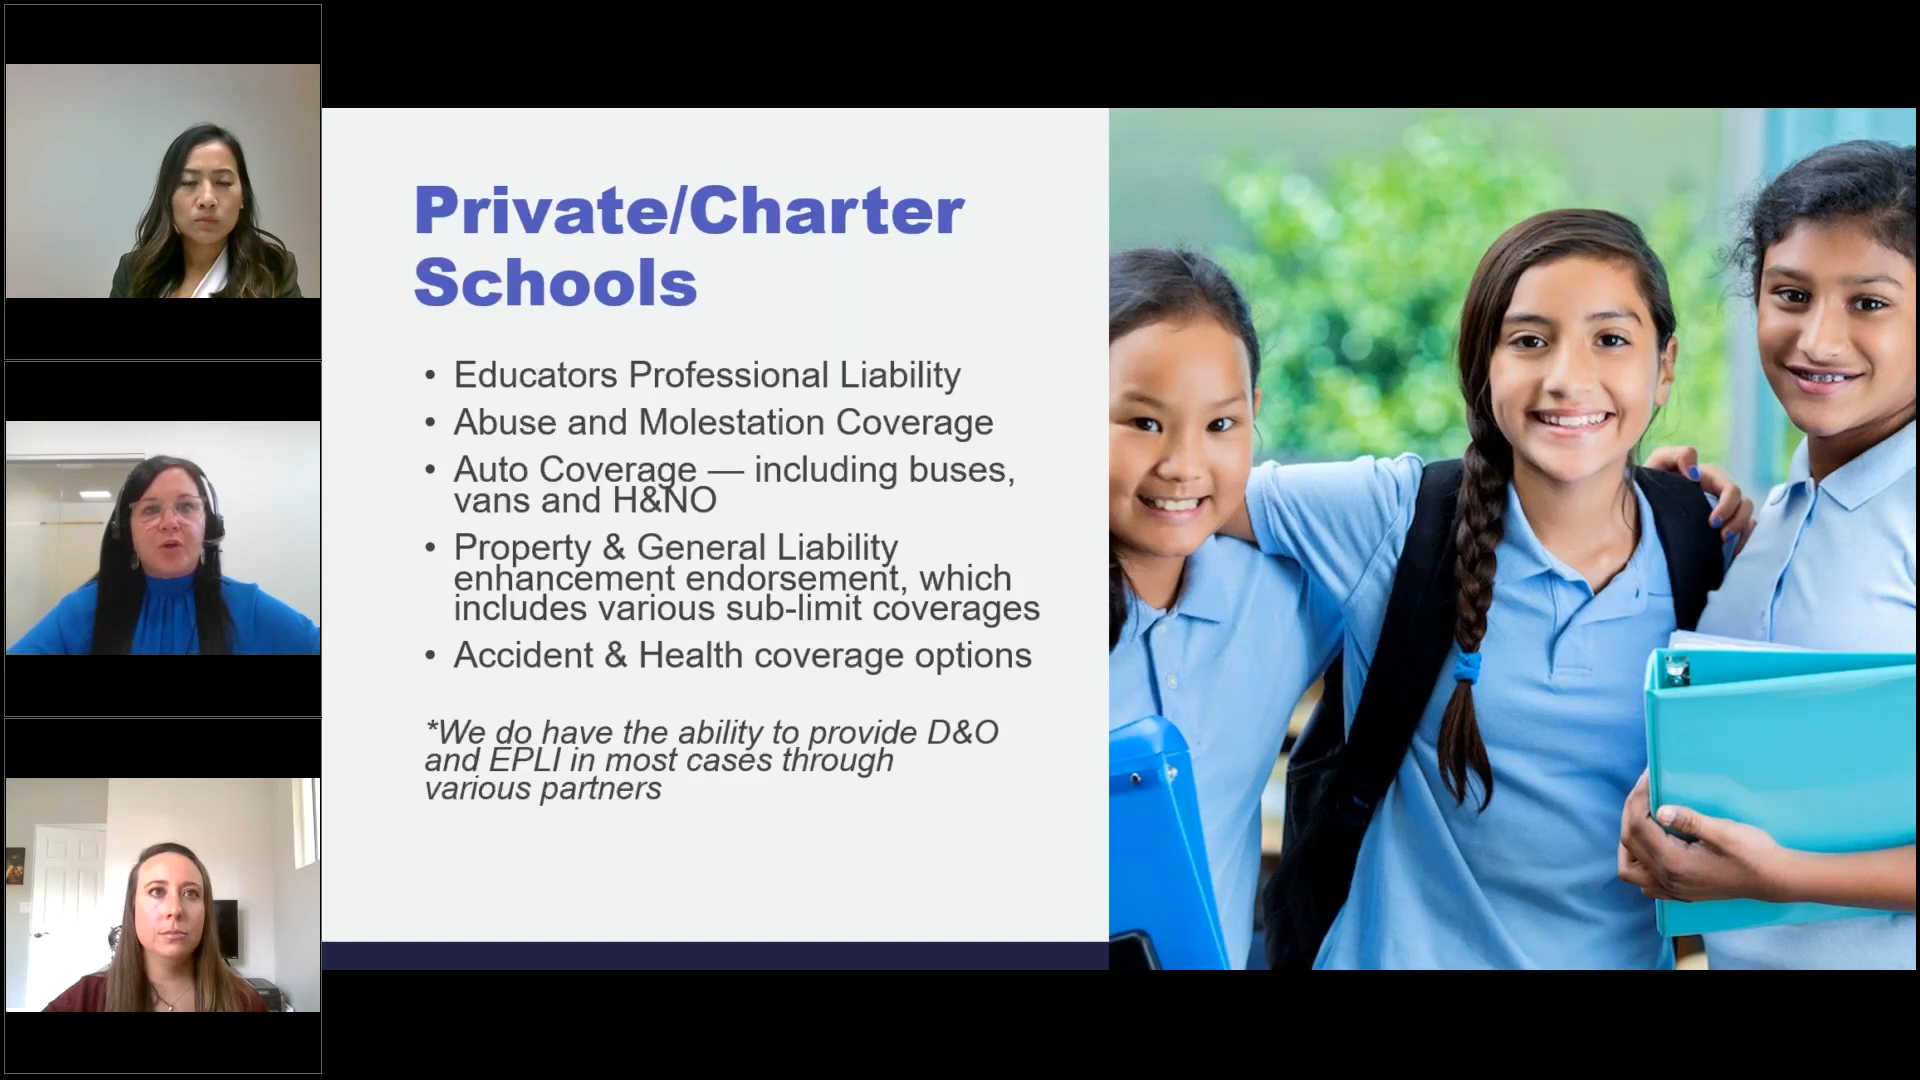 Private/Charter
Schools
• Educators Professional Liability
• Abuse and Molestation Coverage
• Auto Coverage — including buses,
vans and H&NO
• Property & General Liability
enhancement endorsement, which
includes various sub-limit coverages
• Accident & Health coverage options
*We do have the ability to provide D&O
and EPLI in most cases through
various partners